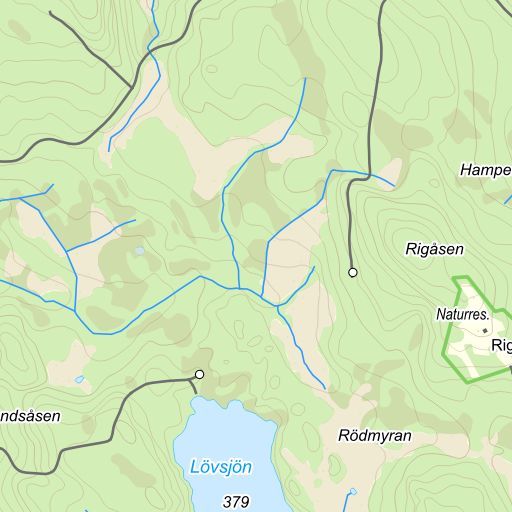 Hampe
Rigåsen
Naturres.
Rig
ndsåsen
Rödmyran
Lövsjön
379